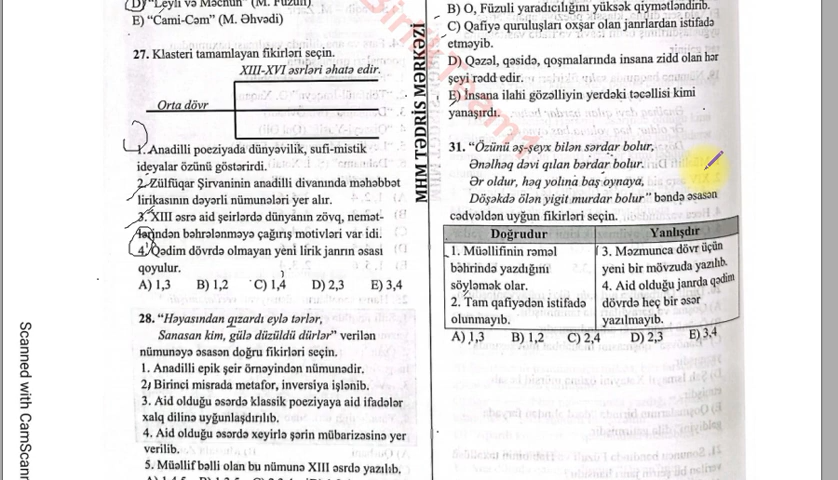 D) "Leyli və Məcnun" (M. Füzuli)
E) "Cami-Cəm" (M. Əhvədi)
27. Klasteri tamamlayan fikirləri seçin.
XIII-XVI əsrləri əhatə edir.
Orta dövr
1. Anadilli poeziyada dünyəvilik, sufi-mistik
ideyalar özünü göstərirdi.
2. Zülfüqar Şirvaninin anadilli divanında məhəbbət
lirikasının dəyərli nümunələri yer alır.
3. XIII əsrə aid şeirlərdə dünyanın zövq, nemət-
lərindən bəhrələnməyə çağırış motivləri var idi.
4. Qədim dövrdə olmayan yeni lirik janrın əsası
qoyulur.
A) 1,3 B) 1,2 C) 1,4 D) 2,3 E) 3,4
28. "Həyasından qızardı eylə tərlər,
Sanasan kim, gülə düzüldü dürlər" verilən
nümunəyə əsasən doğru fikirləri seçin.
1. Anadilli epik şeir örnəyindən nümunədir.
2. Birinci misrada metafor, inversiya işlənib.
3. Aid olduğu əsərdə klassik poeziyaya aid ifadələr
xalq dilinə uyğunlaşdırılıb.
4. Aid olduğu əsərdə xeyirlə şərin mübarizəsinə yer
verilib.
5. Müəllif bəlli olan bu nümunə XIII əsrdə yazılıb.
B) O, Füzuli yaradıcılığını yüksək qiymətləndirib.
C) Qafiyə quruluşları oxşar olan janrlardan istifadə
etməyib.
D) Qəzəl, qəsidə, qoşmalarında insana zidd olan hər
şeyi rədd edir.
E) İnsana ilahi gözəlliyin yerdəki təcəllisi kimi
yanaşırdı.
31. "Özünü əş-şeyx bilən sərdar bolur,
Ənəlhəq dəvi qılan bərdar bolur.
Ər oldur, həq yolına baş oynaya,
Döşəkdə ölən yigit murdar bolur" bəndə əsasən
cədvəldən uyğun fikirləri seçin.
Doğrudur Yanlışdır
1. Müəllifinin rəməl
bəhrində yazdığını
söyləmək olar.
2. Tam qafiyədən istifadə
olunmayıb.
3. Məzmunca dövr üçün
yeni bir mövzuda yazılıb.
4. Aid olduğu janrda qədim
dövrdə heç bir əsər
yazılmayıb.
A) 1,3 B) 1,2 C) 2,4 D) 2,3 E) 3,4
MHM TƏDRİS MƏRKƏZİ
Scanned with CamScanr